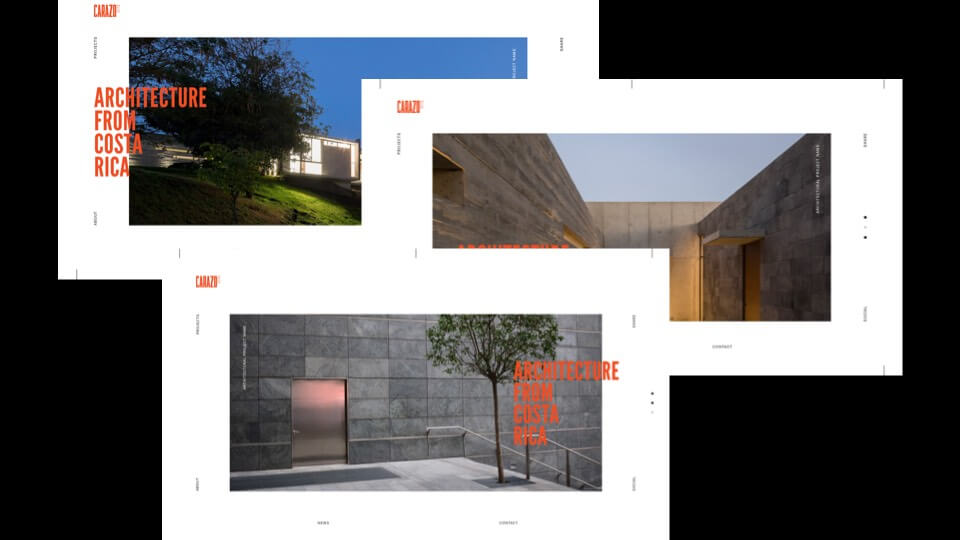 CARAZO
PROJECTS
SHARE
PROJECT NAME
ARCHITECTURE
FROM
COSTA
RICA
ABOUT
CARAZO
PROJECTS
SHARE
ARCHITECTURAL PROJECT NAME
ARCHITECTURE
SOCIAL
CONTACT
CARAZO
PROJECTS
SHARE
ARCHITECTURAL PROJECT NAME
ARCHITECTURE
FROM
COSTA
RICA
ABOUT
SOCIAL
NEWS
CONTACT